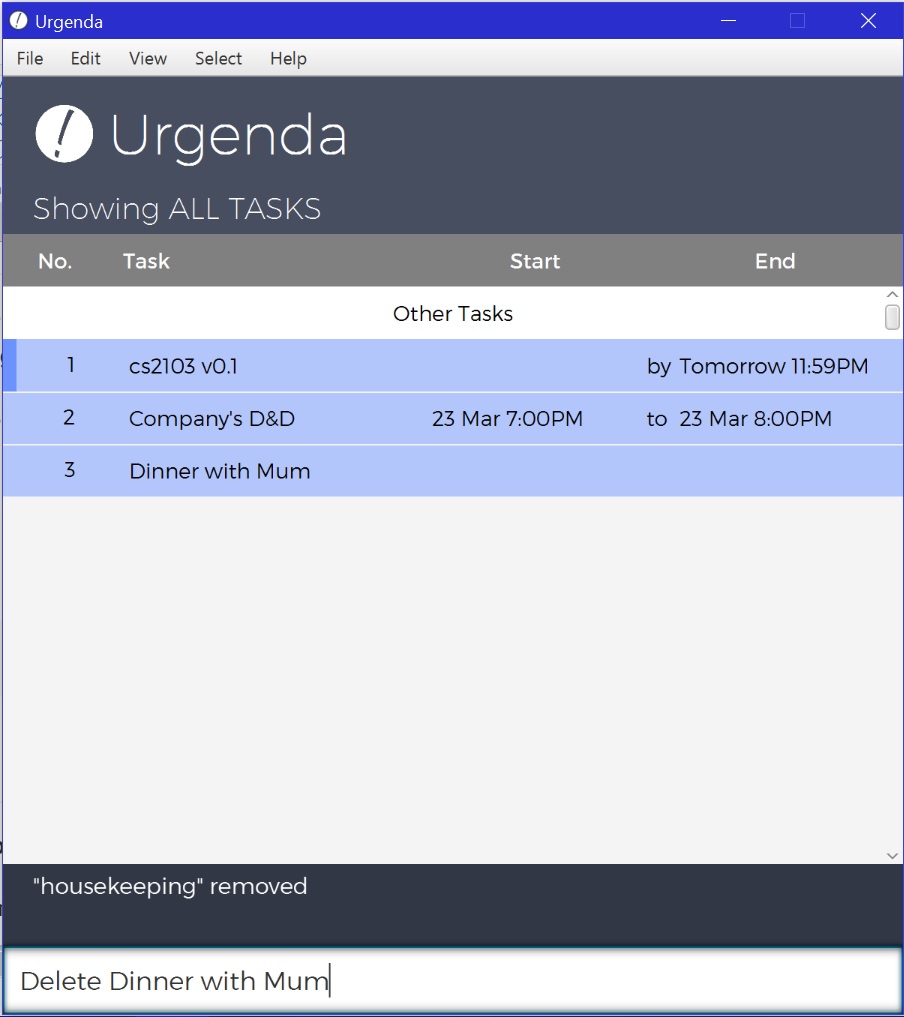 Urgenda
File Edit View Select Help
Urgenda
Showing ALL TASKS
No. Task Start End
Other Tasks
1 cs2103 v0.1 by Tomorrow 11:59PM
2 Company's D&D 23 Mar 7:00PM to 23 Mar 8:00PM
3 Dinner with Mum
"housekeeping" removed
Delete Dinner with Mum